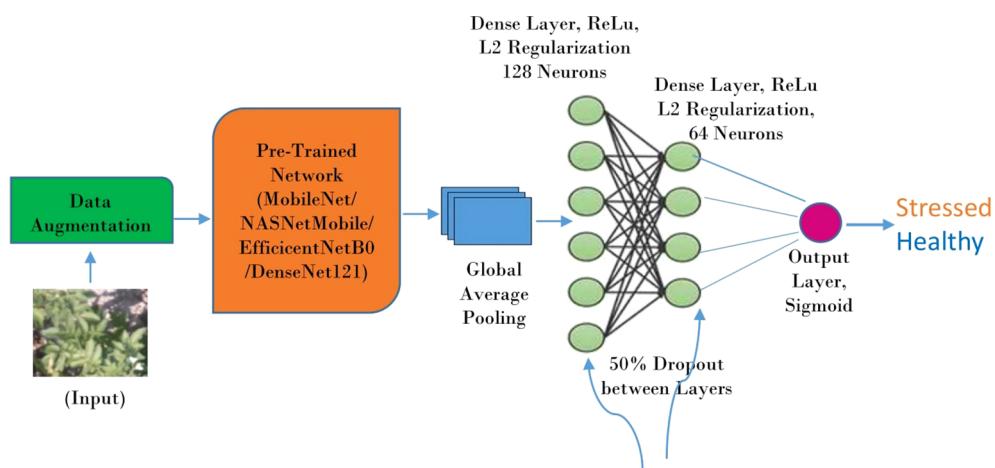 Data
Augmentation
(Input)
Pre-Trained
Network
(MobileNet/
NASNetMobile/
EfficicentNetB0
/DenseNet121)
Global
Average
Pooling
Dense Layer, ReLu,
L2 Regularization
128 Neurons
Dense Layer, ReLu
L2 Regularization,
64 Neurons
50% Dropout
between Layers
Output
Layer,
Sigmoid
Stressed
Healthy